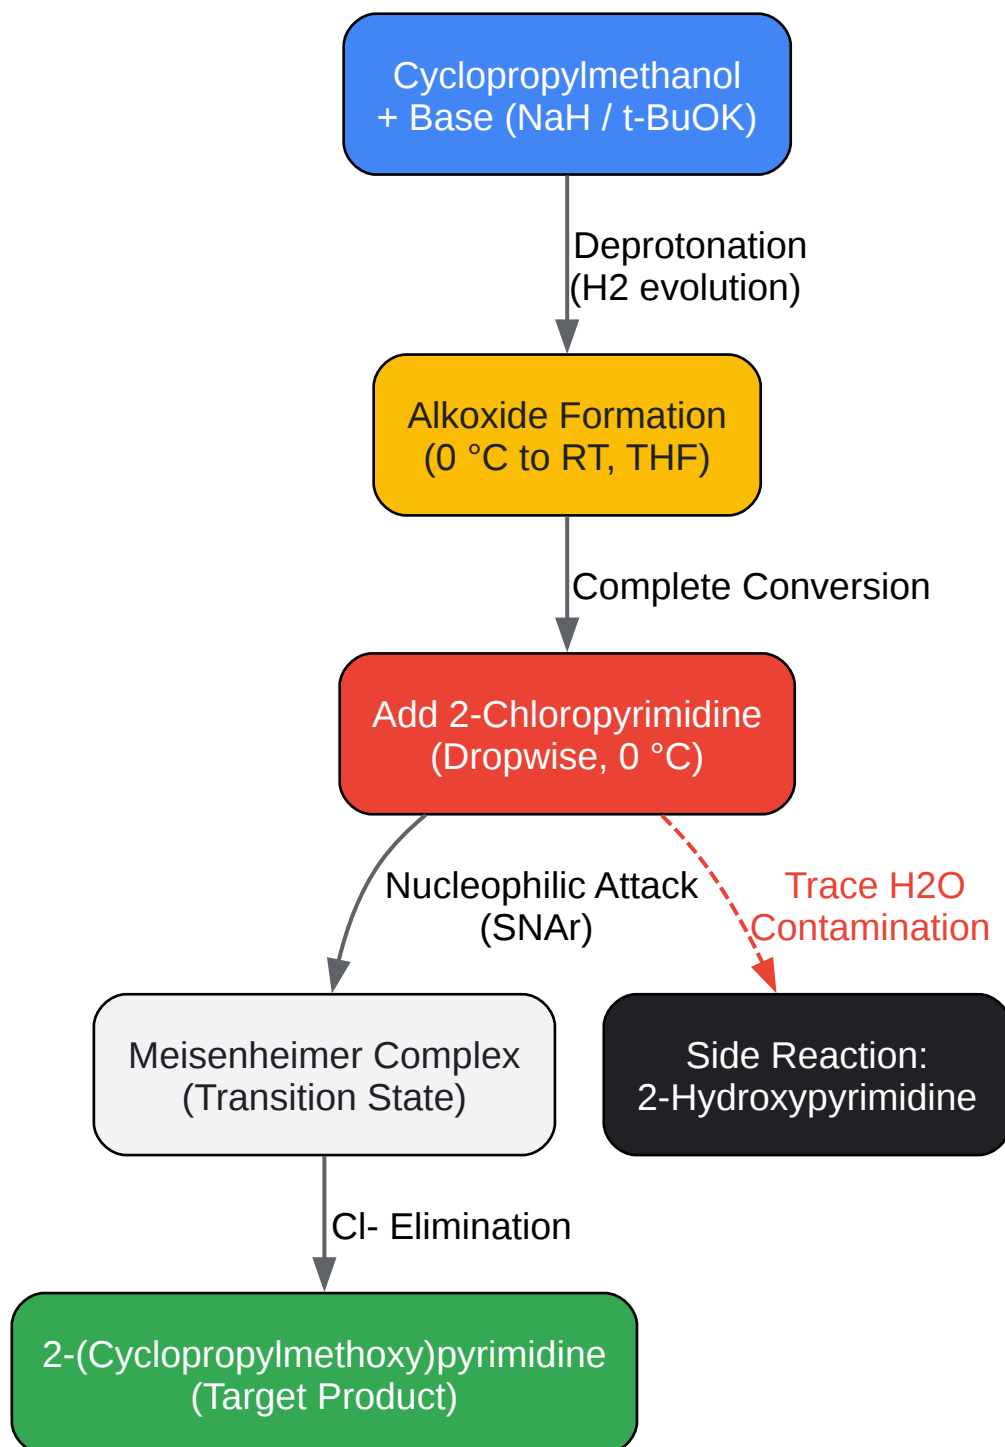 Cyclopropylmethanol
+ Base (NaH / t-BuOK)
Deprotonation
(H2 evolution)
Alkoxide Formation
(0 °C to RT, THF)
Complete Conversion
Add 2-Chloropyrimidine
(Dropwise, 0 °C)
Nucleophilic Attack
(SNAr)
Trace H2O
Contamination
Meisenheimer Complex
(Transition State)
Side Reaction:
2-Hydroxypyrimidine
Cl- Elimination
2-(Cyclopropylmethoxy)pyrimidine
(Target Product)